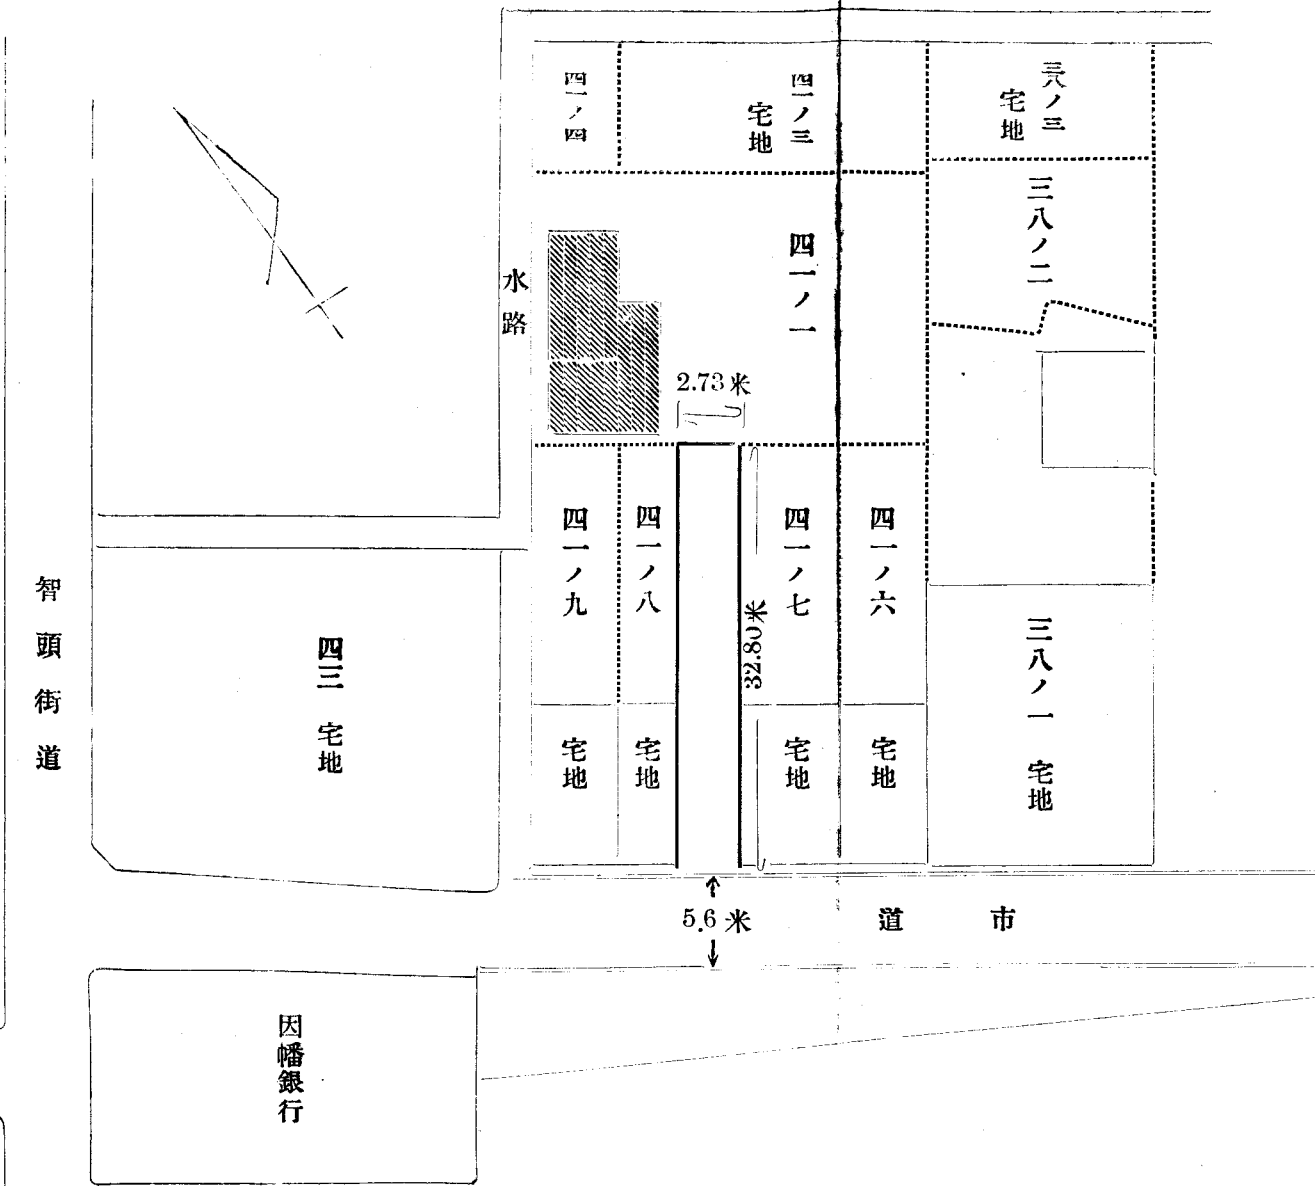 四一ノ四
四一ノ三
宅地
三八ノ三
宅地
三八ノ二
四一ノ一
水路
2.73米
四一ノ九
宅地
四一ノ八
宅地
32.80米
四一ノ七
宅地
四一ノ六
宅地
三八ノ一 宅地
智頭街道
四三 宅地
5.6米
道市
因幡銀行